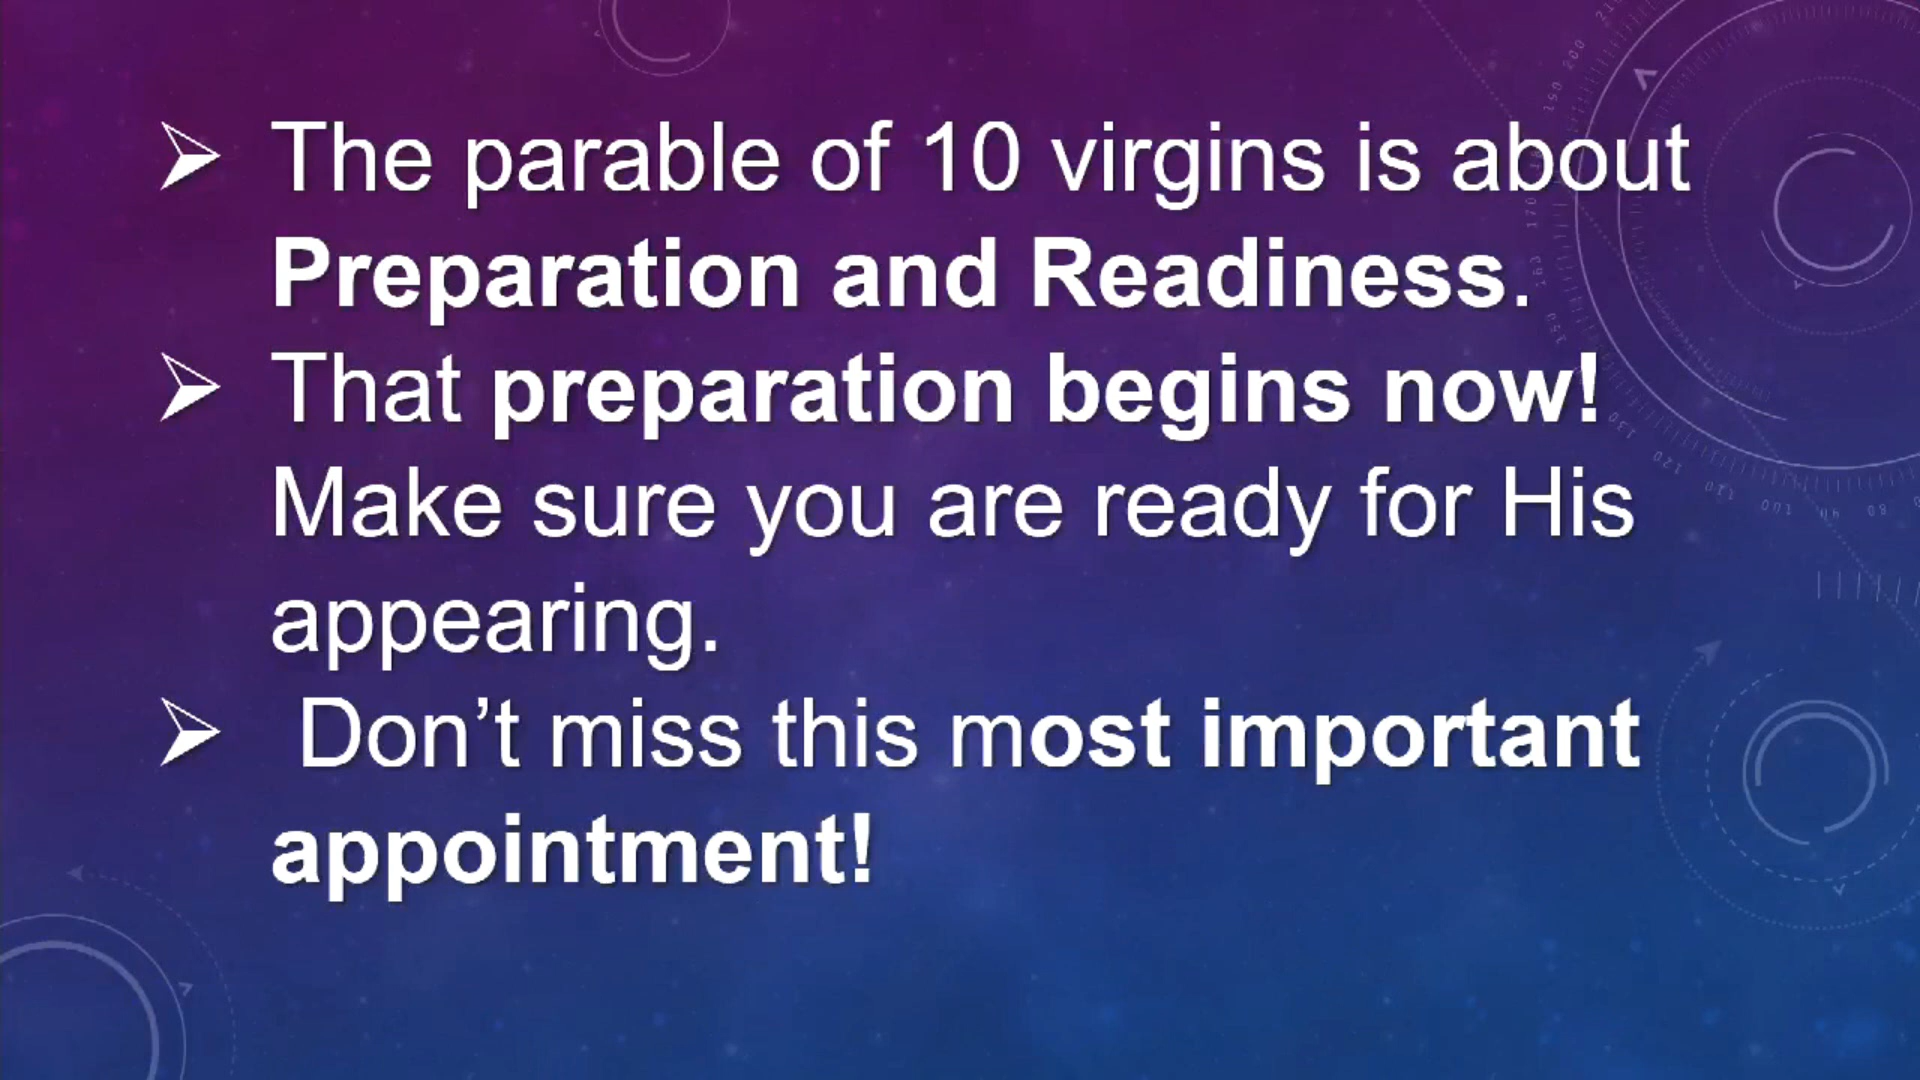 ➢ The parable of 10 virgins is about
Preparation and Readiness.
➢ That preparation begins now!
Make sure you are ready for His
appearing.
➢ Don’t miss this most important
appointment!